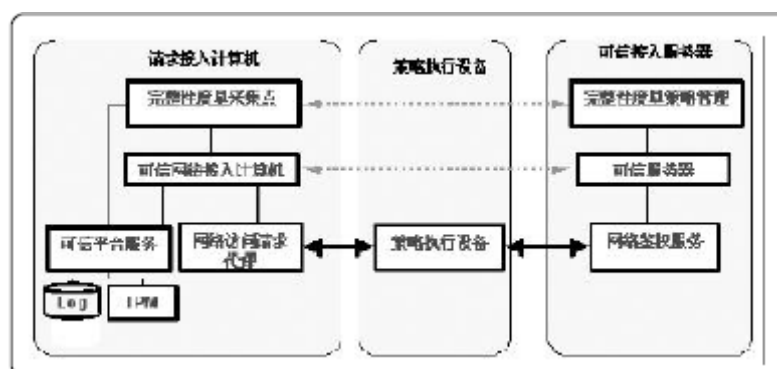 请求接入计算机
策略执行设备
可信接入服务器
完整性度量采集点
完整性度量策略管理
可信网络接入计算机
可信服务器
可信平台服务
网络访问请求
代理
策略执行设备
网络鉴权服务
Log
TPM